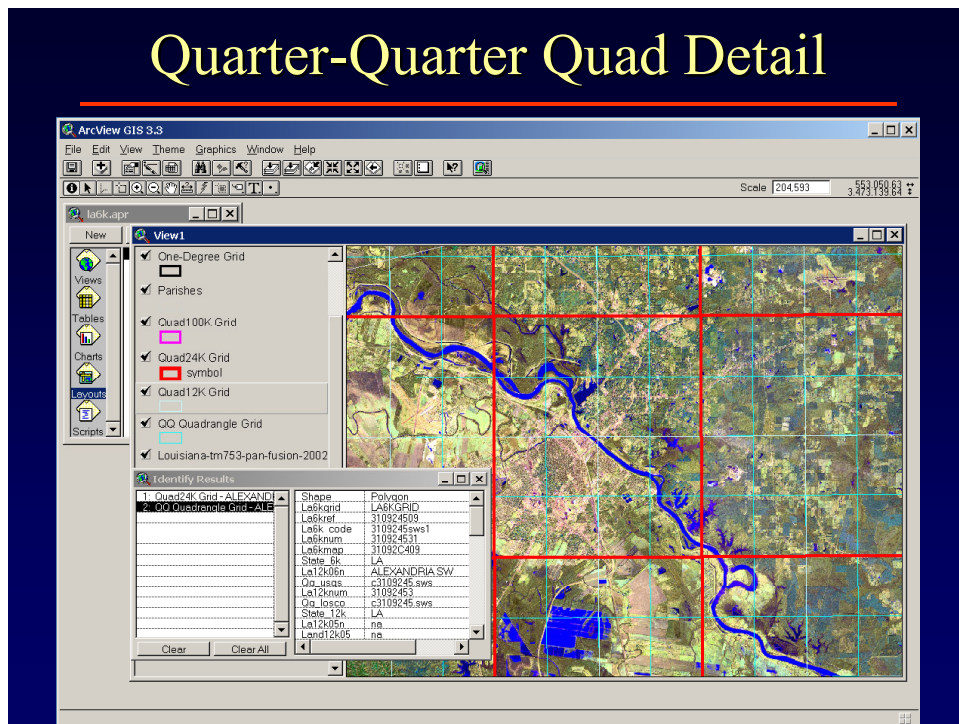 Quarter-Quarter Quad Detail
ArcView GIS 3.3
File Edit View Theme Graphics Window Help
Scale 204,593
553,050.63
3,473,139.64
la6k.apr
New
Views
Tables
Charts
Layouts
Scripts
View1
One-Degree Grid
Parishes
Quad100K Grid
Quad24K Grid
symbol
Quad12K Grid
QQ Quadrangle Grid
Louisiana-tm753-pan-fusion-2002
Identify Results
1: Quad24K Grid - ALEXAND
2: QQ Quadrangle Grid - ALE
Shape Polygon
La6kgrid LA6KGRID
La6kref 310924509
La6k_code 3109245sws1
La6knum 310924531
La6kmap 31092C409
State_6k LA
La12k06n ALEXANDRIA SW
Qq_usgs c3109245.sws
La12knum 31092453
Qq_losco c3109245.sws
State_12k LA
La12k05n na
Land12k05 na
Clear
Clear All